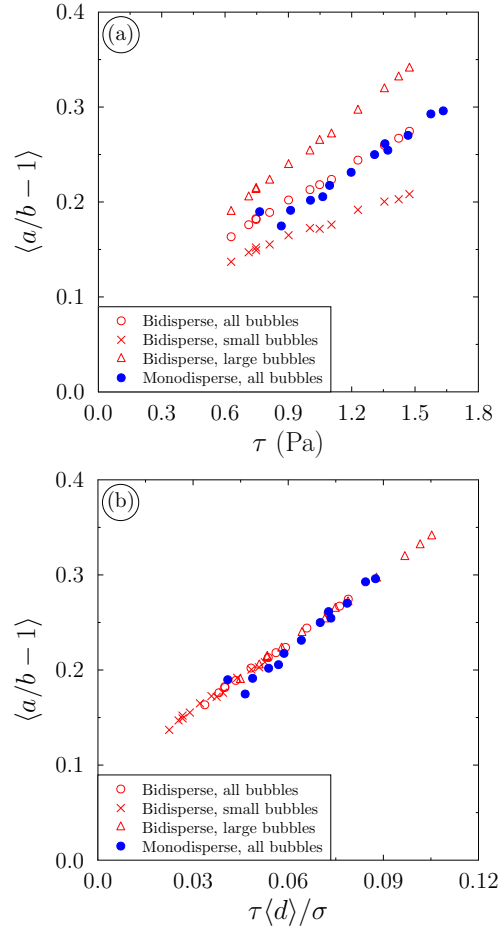 (a)
0.4
0.3
0.2
0.1
0.0
⟨a/b − 1⟩
Bidisperse, all bubbles
Bidisperse, small bubbles
Bidisperse, large bubbles
Monodisperse, all bubbles
0.0 0.3 0.6 0.9 1.2 1.5 1.8
τ (Pa)
(b)
0.4
0.3
0.2
0.1
0.0
⟨a/b − 1⟩
Bidisperse, all bubbles
Bidisperse, small bubbles
Bidisperse, large bubbles
Monodisperse, all bubbles
0.0 0.03 0.06 0.09 0.12
τ⟨d⟩/σ